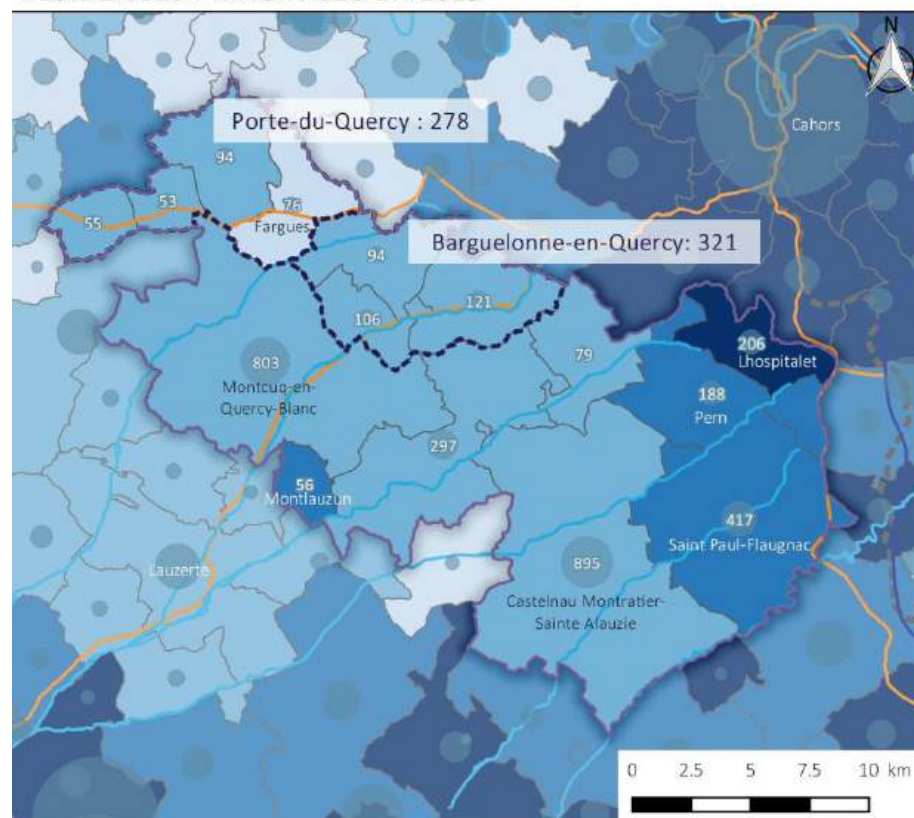 N
Cahors
Porte-du-Quercy : 278
94
53
55
76
Fargues
94
Barguelonne-en-Quercy: 321
121
106
79
206
Lhospitalet
803
Montcuq-en-
Quercy-Blanc
188
Pern
297
56
Montlauzun
417
Saint Paul-Flaugnac
895
Lauzerte
Castelnau Montratier-
Sainte Alauzie
0 2.5 5 7.5 10 km